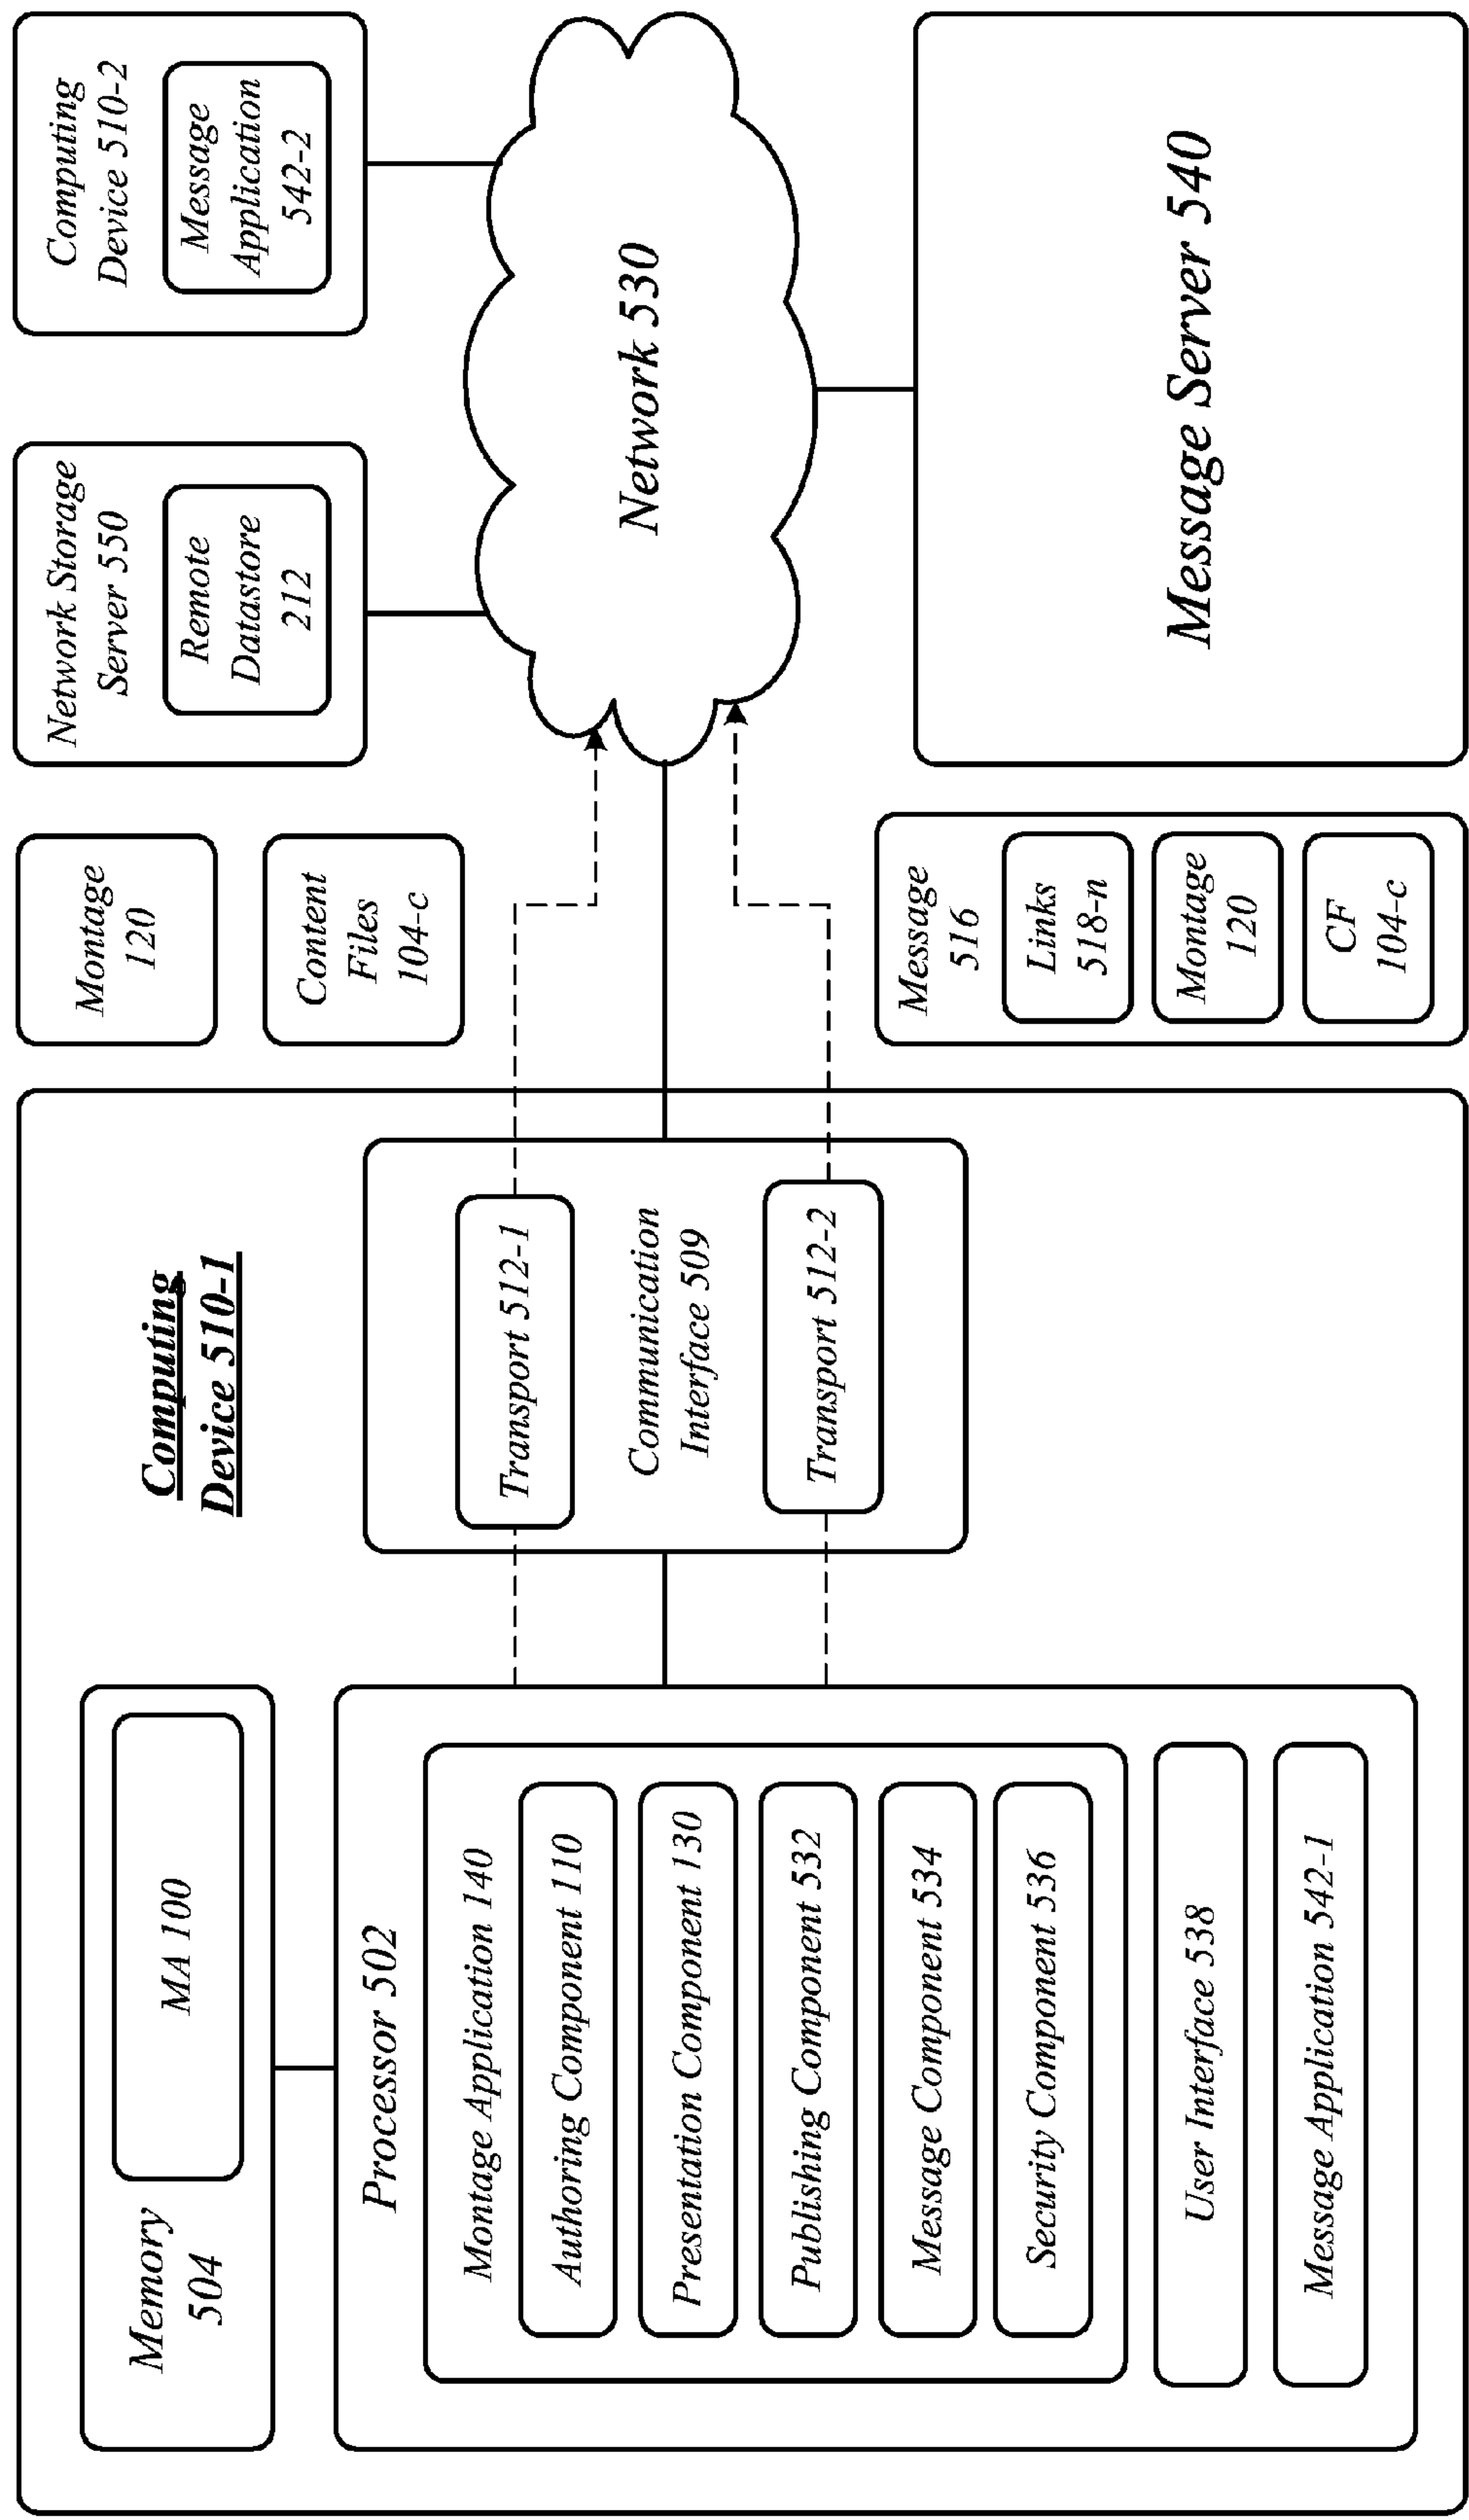 Computing
Device 510-1
Memory
504
MA 100
Processor 502
Montage Application 140
Authoring Component 110
Presentation Component 130
Publishing Component 532
Message Component 534
Security Component 536
User Interface 538
Message Application 542-1
Transport 512-1
Communication
Interface 509
Transport 512-2
Montage
120
Content
Files
104-c
Message
516
Links
518-n
Montage
120
CF
104-c
Network Storage
Server 550
Remote
Datastore
212
Computing
Device 510-2
Message
Application
542-2
Network 530
Message Server 540